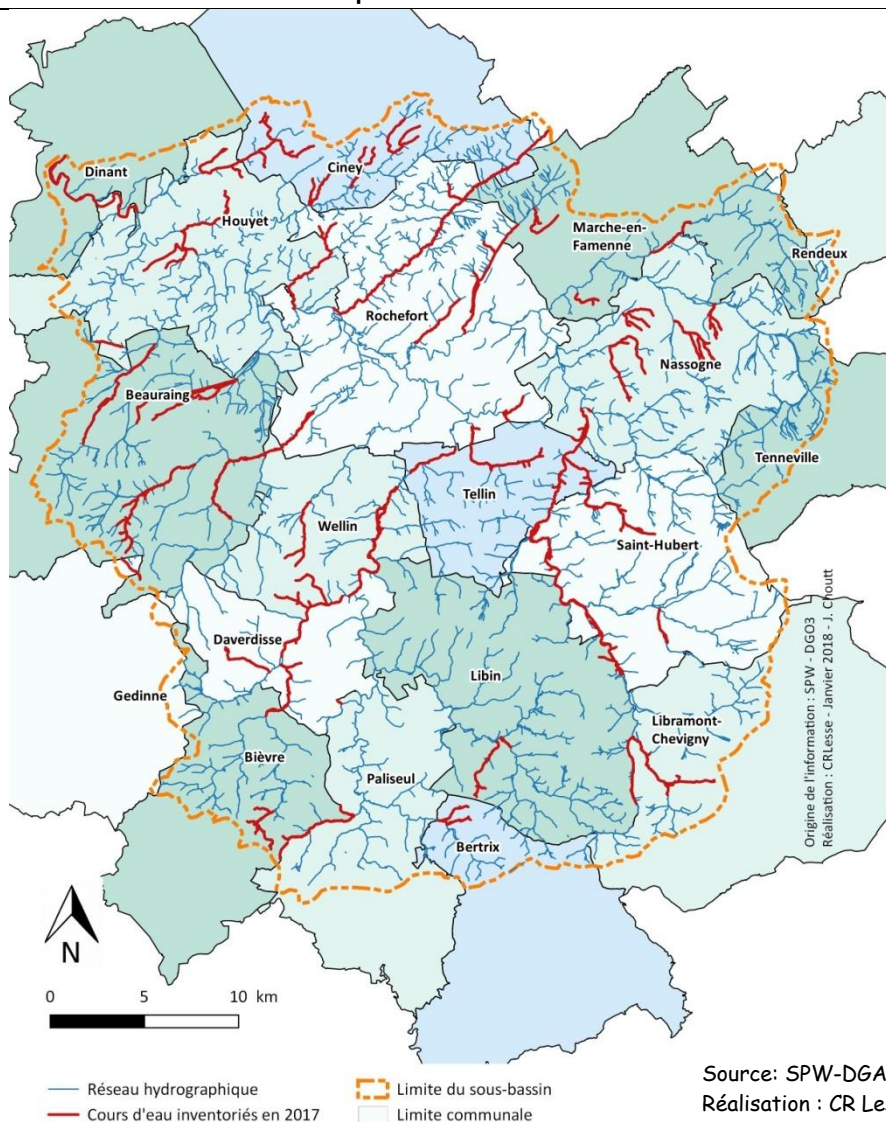 Dinant
Ciney
Houyet
Marche-en-
Famenne
Rendeux
Rochefort
Nassogne
Beauraing
Tenneville
Tellin
Wellin
Saint-Hubert
Daverdisse
Libin
Gedinne
Libramont-
Chevigny
Bièvre
Paliseul
Bertrix
Origine de l'information : SPW - DGO3
Réalisation : CRLesse - Janvier 2018 - J. Choutt
N
0 5 10 km
Réseau hydrographique
Cours d'eau inventoriés en 2017
Limite du sous-bassin
Limite communale
Source: SPW-DGA
Réalisation : CR Le